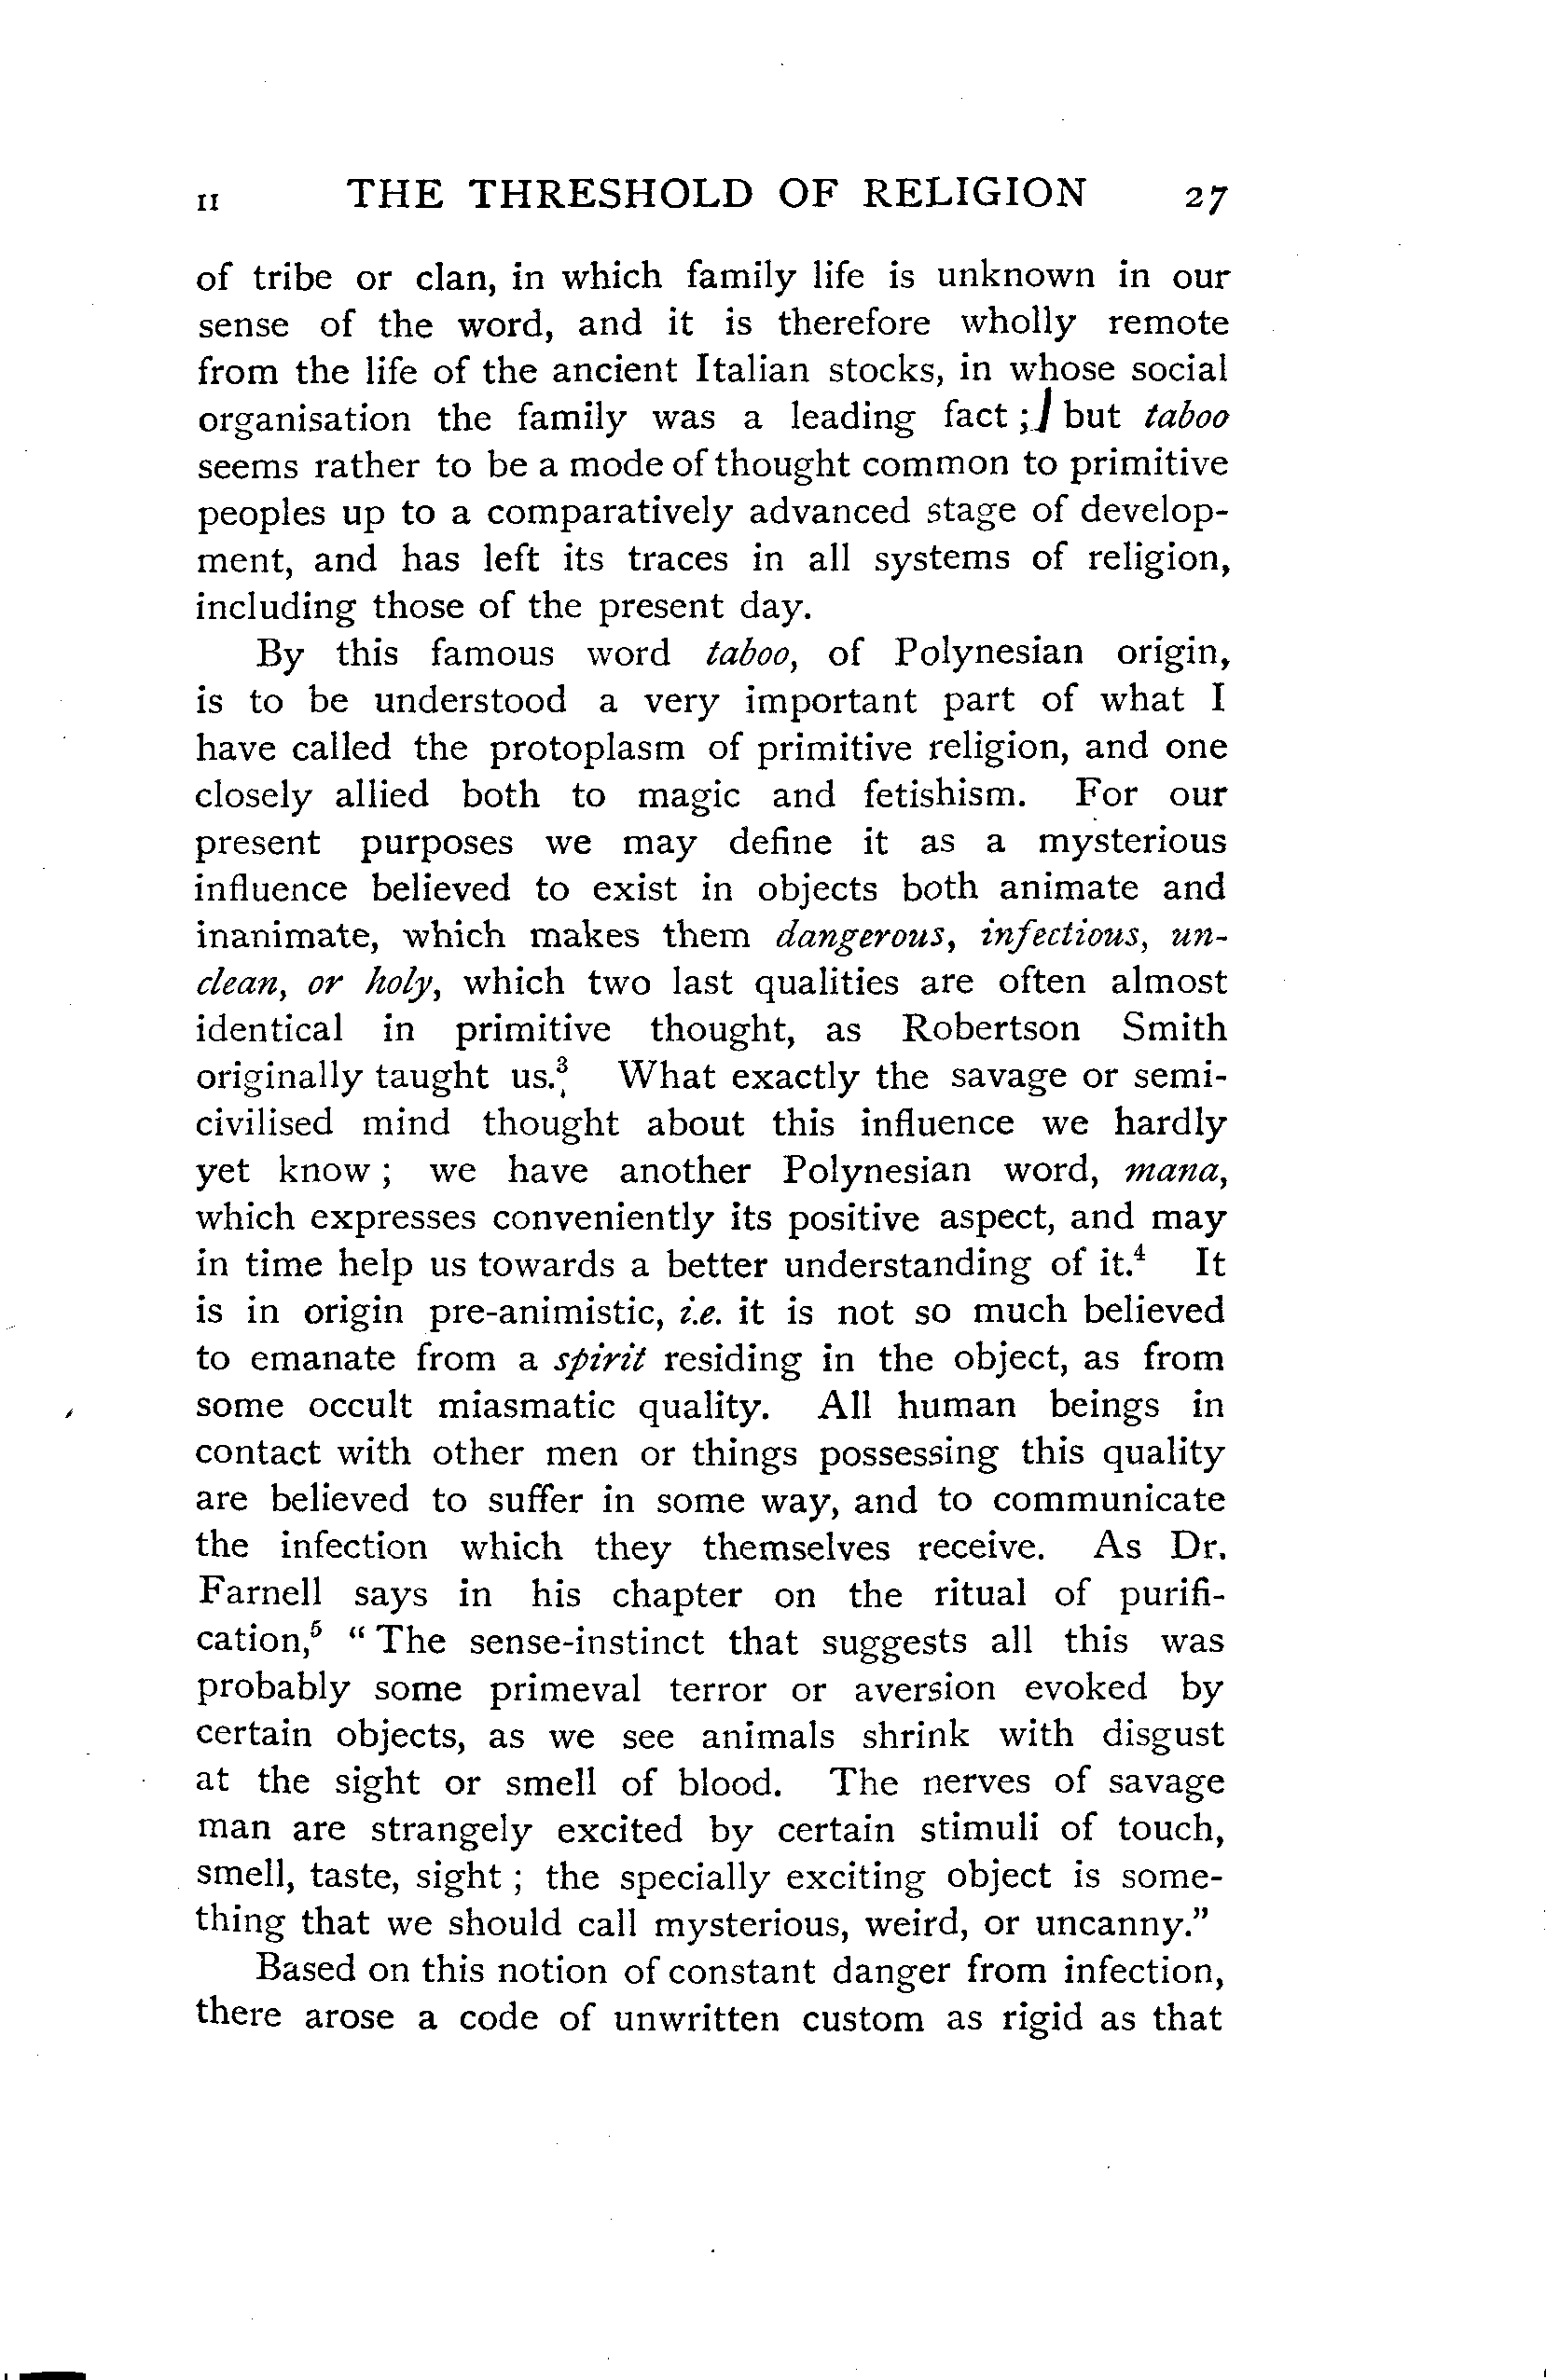 II THE THRESHOLD OF RELIGION 27
of tribe or clan, in which family life is unknown in our
sense of the word, and it is therefore wholly remote
from the life of the ancient Italian stocks, in whose social
organisation the family was a leading fact ; but taboo
seems rather to be a mode of thought common to primitive
peoples up to a comparatively advanced stage of develop-
ment, and has left its traces in all systems of religion,
including those of the present day.
By this famous word taboo, of Polynesian origin,
is to be understood a very important part of what I
have called the protoplasm of primitive religion, and one
closely allied both to magic and fetishism. For our
present purposes we may define it as a mysterious
influence believed to exist in objects both animate and
inanimate, which makes them dangerous, infectious, un-
clean, or holy, which two last qualities are often almost
identical in primitive thought, as Robertson Smith
originally taught us.³ What exactly the savage or semi-
civilised mind thought about this influence we hardly
yet know ; we have another Polynesian word, mana,
which expresses conveniently its positive aspect, and may
in time help us towards a better understanding of it.⁴ It
is in origin pre-animistic, i.e. it is not so much believed
to emanate from a spirit residing in the object, as from
some occult miasmatic quality. All human beings in
contact with other men or things possessing this quality
are believed to suffer in some way, and to communicate
the infection which they themselves receive. As Dr.
Farnell says in his chapter on the ritual of purifi-
cation,⁵ " The sense-instinct that suggests all this was
probably some primeval terror or aversion evoked by
certain objects, as we see animals shrink with disgust
at the sight or smell of blood. The nerves of savage
man are strangely excited by certain stimuli of touch,
smell, taste, sight ; the specially exciting object is some-
thing that we should call mysterious, weird, or uncanny."
Based on this notion of constant danger from infection,
there arose a code of unwritten custom as rigid as that